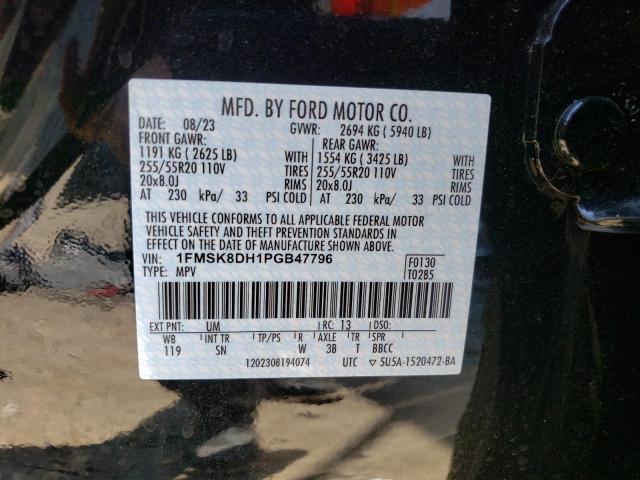 MFD. BY FORD MOTOR CO.
DATE: 08/23 GVWR: 2694 KG ( 5940 LB)
FRONT GAWR: REAR GAWR:
1191 KG ( 2625 LB) WITH 1554 KG ( 3425 LB) WITH
255/55R20 110V TIRES 255/55R20 110V TIRES
20x8.0J RIMS 20x8.0J RIMS
AT 230 kPa/ 33 PSI COLD AT 230 kPa/ 33 PSI COLD
THIS VEHICLE CONFORMS TO ALL APPLICABLE FEDERAL MOTOR
VEHICLE SAFETY AND THEFT PREVENTION STANDARDS IN
EFFECT ON THE DATE OF MANUFACTURE SHOWN ABOVE.
VIN: 1FMSK8DH1PGB47796 F0130
TYPE: MPV T0285
EXT PNT: UM RC: 13 DSO:
WB INT TR TP/PS R AXLE TR SPR
119 SN W 3B T BBCC
1202308194074 UTC ▽ 5U5A-1520472-BA